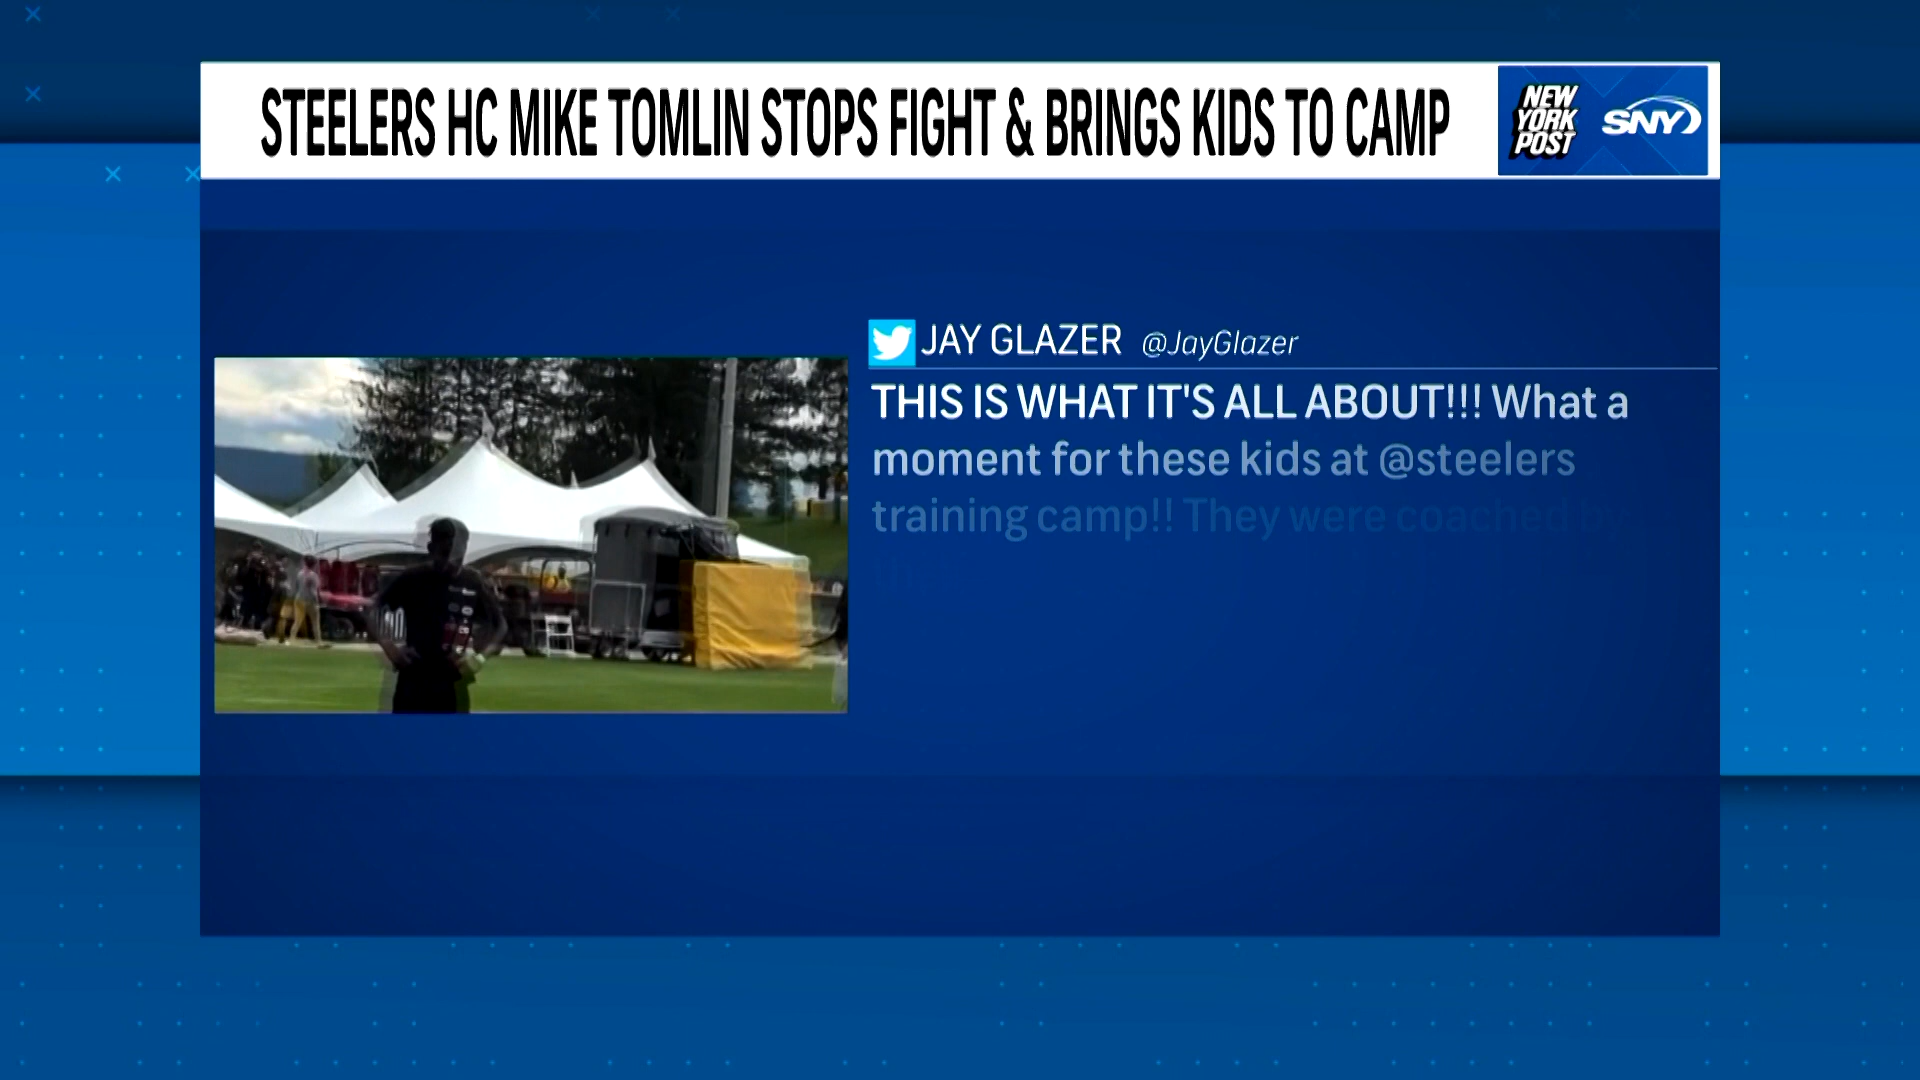 STEELERS HC MIKE TOMLIN STOPS FIGHT & BRINGS KIDS TO CAMP
NEW
YORK
POST
SNY
JAY GLAZER @JayGlazer
THIS IS WHAT IT'S ALL ABOUT!!! What a
moment for these kids at @steelers
training camp!! They were coached